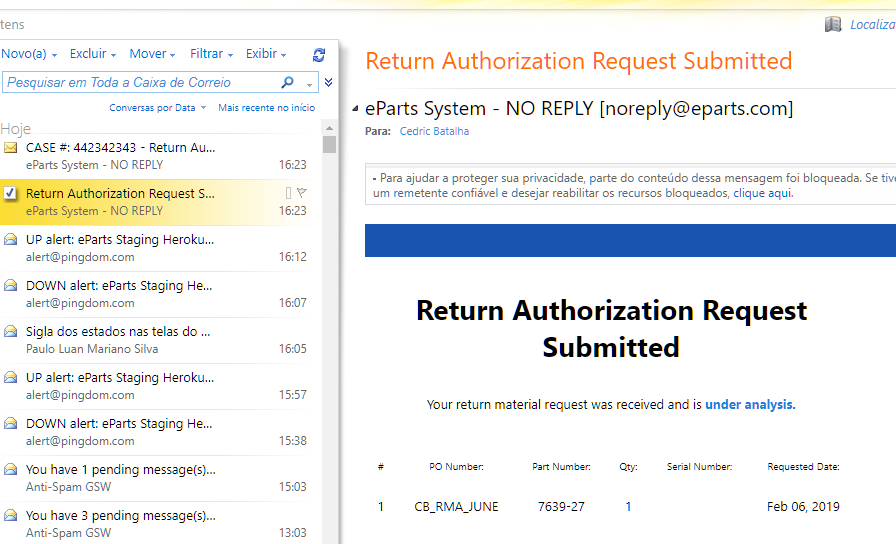 tens
Localiza
Novo(a) Excluir Mover Filtrar Exibir
Pesquisar em Toda a Caixa de Correio
Conversas por Data Mais recente no início
Hoje
CASE #: 442342343 - Return Au...
eParts System - NO REPLY 16:23
Return Authorization Request S...
eParts System - NO REPLY 16:23
UP alert: eParts Staging Heroku...
alert@pingdom.com 16:12
DOWN alert: eParts Staging He...
alert@pingdom.com 16:07
Sigla dos estados nas telas do ...
Paulo Luan Mariano Silva 16:05
UP alert: eParts Staging Heroku...
alert@pingdom.com 15:57
DOWN alert: eParts Staging He...
alert@pingdom.com 15:38
You have 1 pending message(s)...
Anti-Spam GSW 15:03
You have 3 pending message(s)...
Anti-Spam GSW 13:03
Return Authorization Request Submitted
eParts System - NO REPLY [noreply@eparts.com]
Para: Cedric Batalha
- Para ajudar a proteger sua privacidade, parte do conteúdo dessa mensagem foi bloqueada. Se tive
um remetente confiável e desejar reabilitar os recursos bloqueados, clique aqui.
Return Authorization Request
Submitted
Your return material request was received and is under analysis.
# PO Number: Part Number: Qty: Serial Number: Requested Date:
1 CB_RMA_JUNE 7639-27 1 Feb 06, 2019